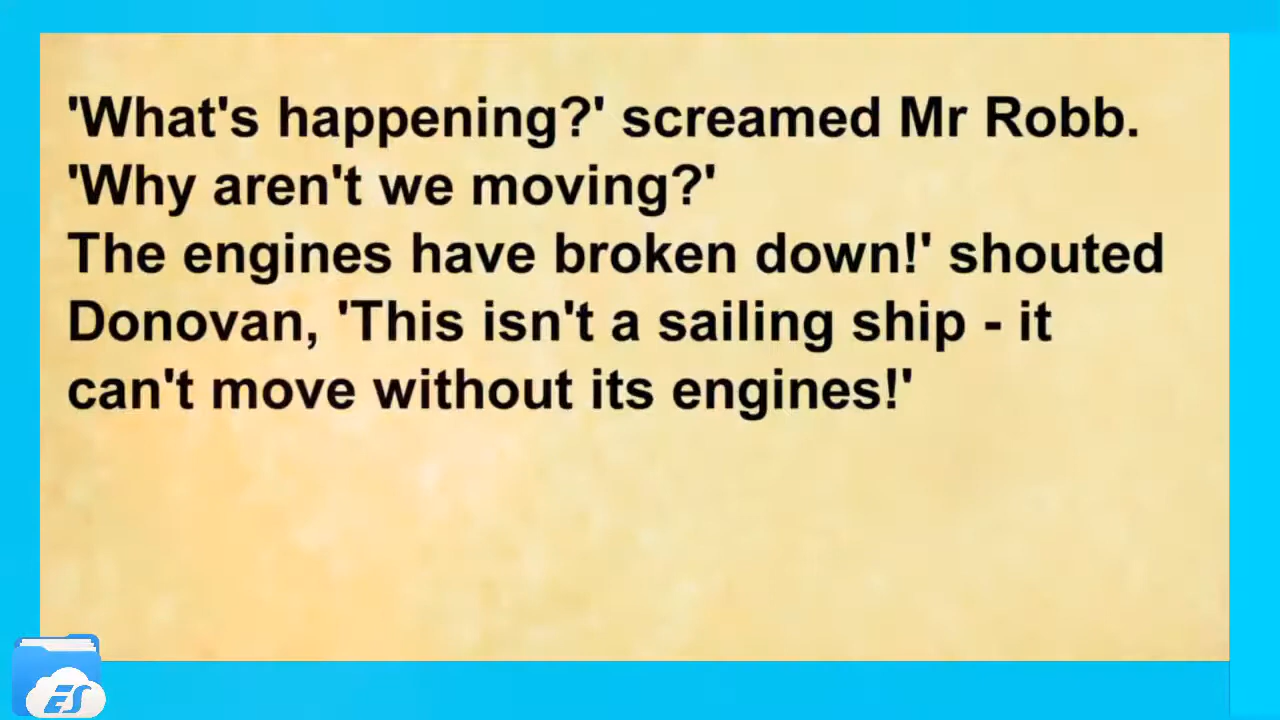 'What's happening?' screamed Mr Robb.
'Why aren't we moving?'
The engines have broken down!' shouted
Donovan, 'This isn't a sailing ship - it
can't move without its engines!'
ES